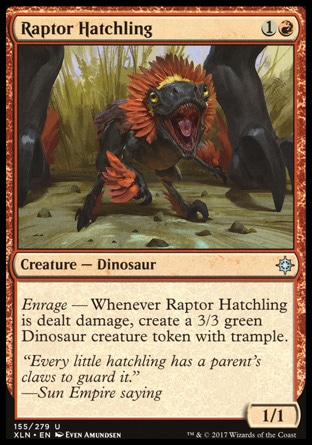 Raptor Hatchling 1
Creature — Dinosaur
Enrage — Whenever Raptor Hatchling
is dealt damage, create a 3/3 green
Dinosaur creature token with trample.
“Every little hatchling has a parent’s
claws to guard it.”
—Sun Empire saying
1/1
155/279 U
XLN • EN Even Amundsen ™ & © 2017 Wizards of the Coast